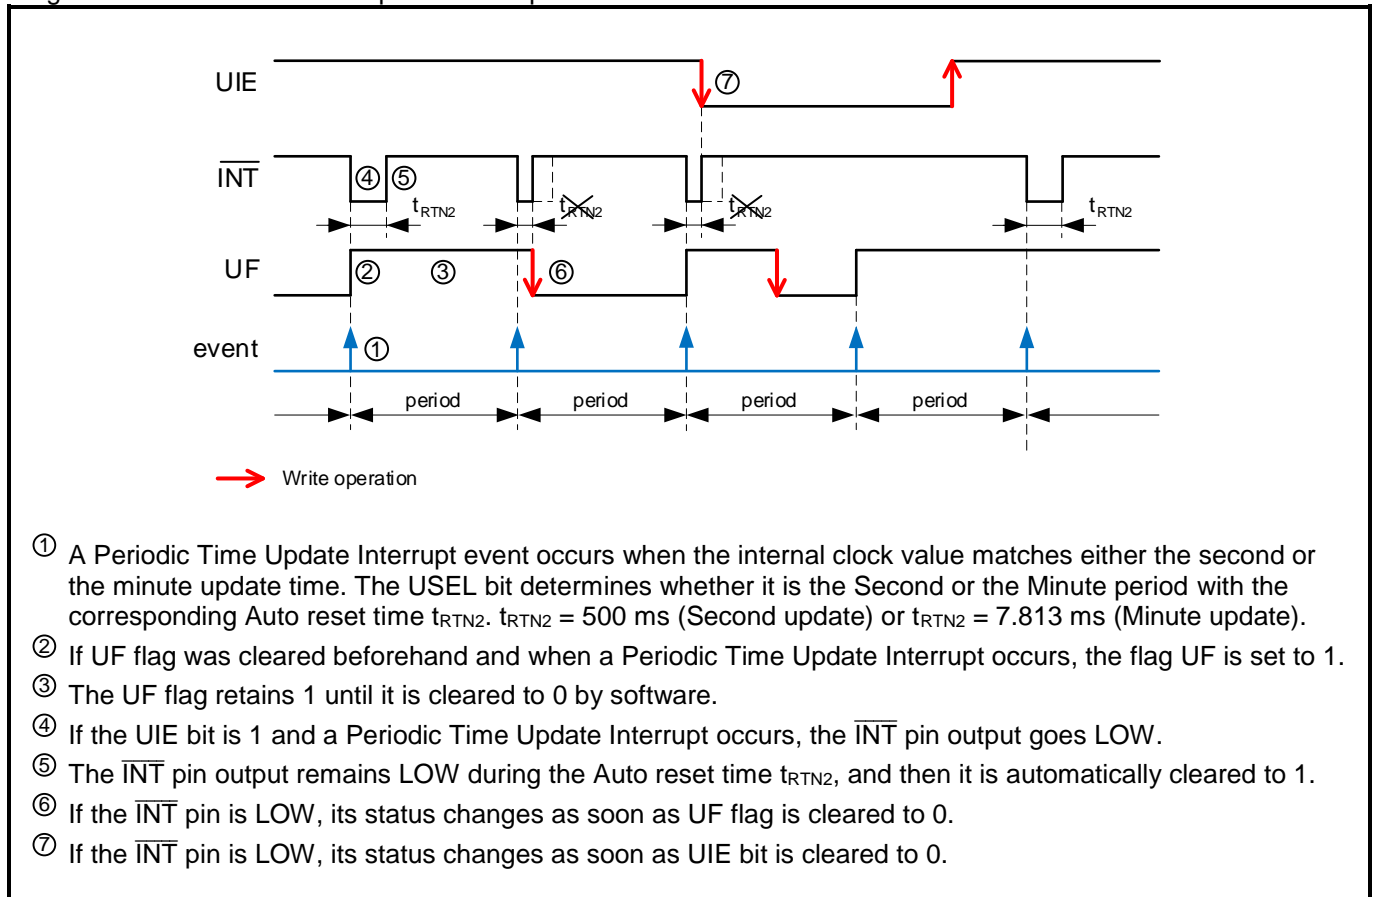 UIE
⑦
INT
④ ⑤
tRTN2 tRTN2 tRTN2 tRTN2
UF
② ③ ⑥
event
①
period period period period
Write operation
① A Periodic Time Update Interrupt event occurs when the internal clock value matches either the second or
the minute update time. The USEL bit determines whether it is the Second or the Minute period with the
corresponding Auto reset time tRTN2. tRTN2 = 500 ms (Second update) or tRTN2 = 7.813 ms (Minute update).
② If UF flag was cleared beforehand and when a Periodic Time Update Interrupt occurs, the flag UF is set to 1.
③ The UF flag retains 1 until it is cleared to 0 by software.
④ If the UIE bit is 1 and a Periodic Time Update Interrupt occurs, the INT pin output goes LOW.
⑤ The INT pin output remains LOW during the Auto reset time tRTN2, and then it is automatically cleared to 1.
⑥ If the INT pin is LOW, its status changes as soon as UF flag is cleared to 0.
⑦ If the INT pin is LOW, its status changes as soon as UIE bit is cleared to 0.